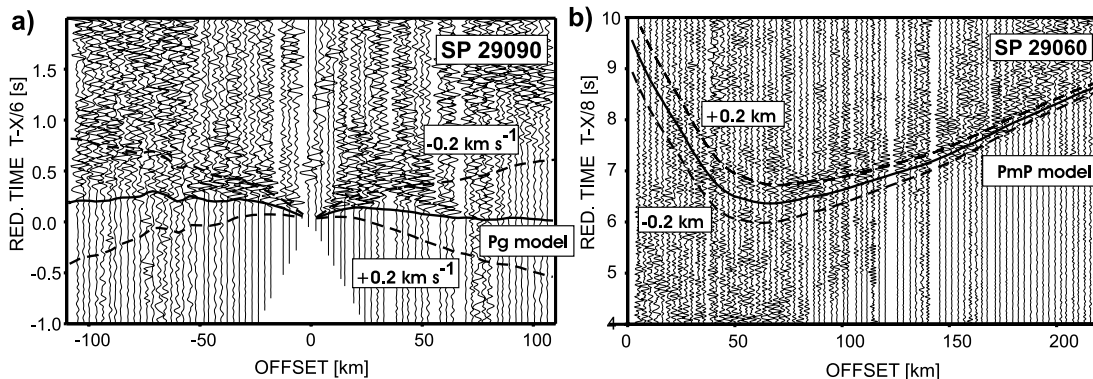 a)
SP 29090
RED. TIME T-X/6 [s]
1.5
1.0
0.5
0.0
-0.5
-1.0
-0.2 km s⁻¹
Pg model
+0.2 km s⁻¹
-100 -50 0 50 100
OFFSET [km]
b)
SP 29060
RED. TIME T-X/8 [s]
10
9
8
7
6
5
4
+0.2 km
PmP model
-0.2 km
0 50 100 150 200
OFFSET [km]